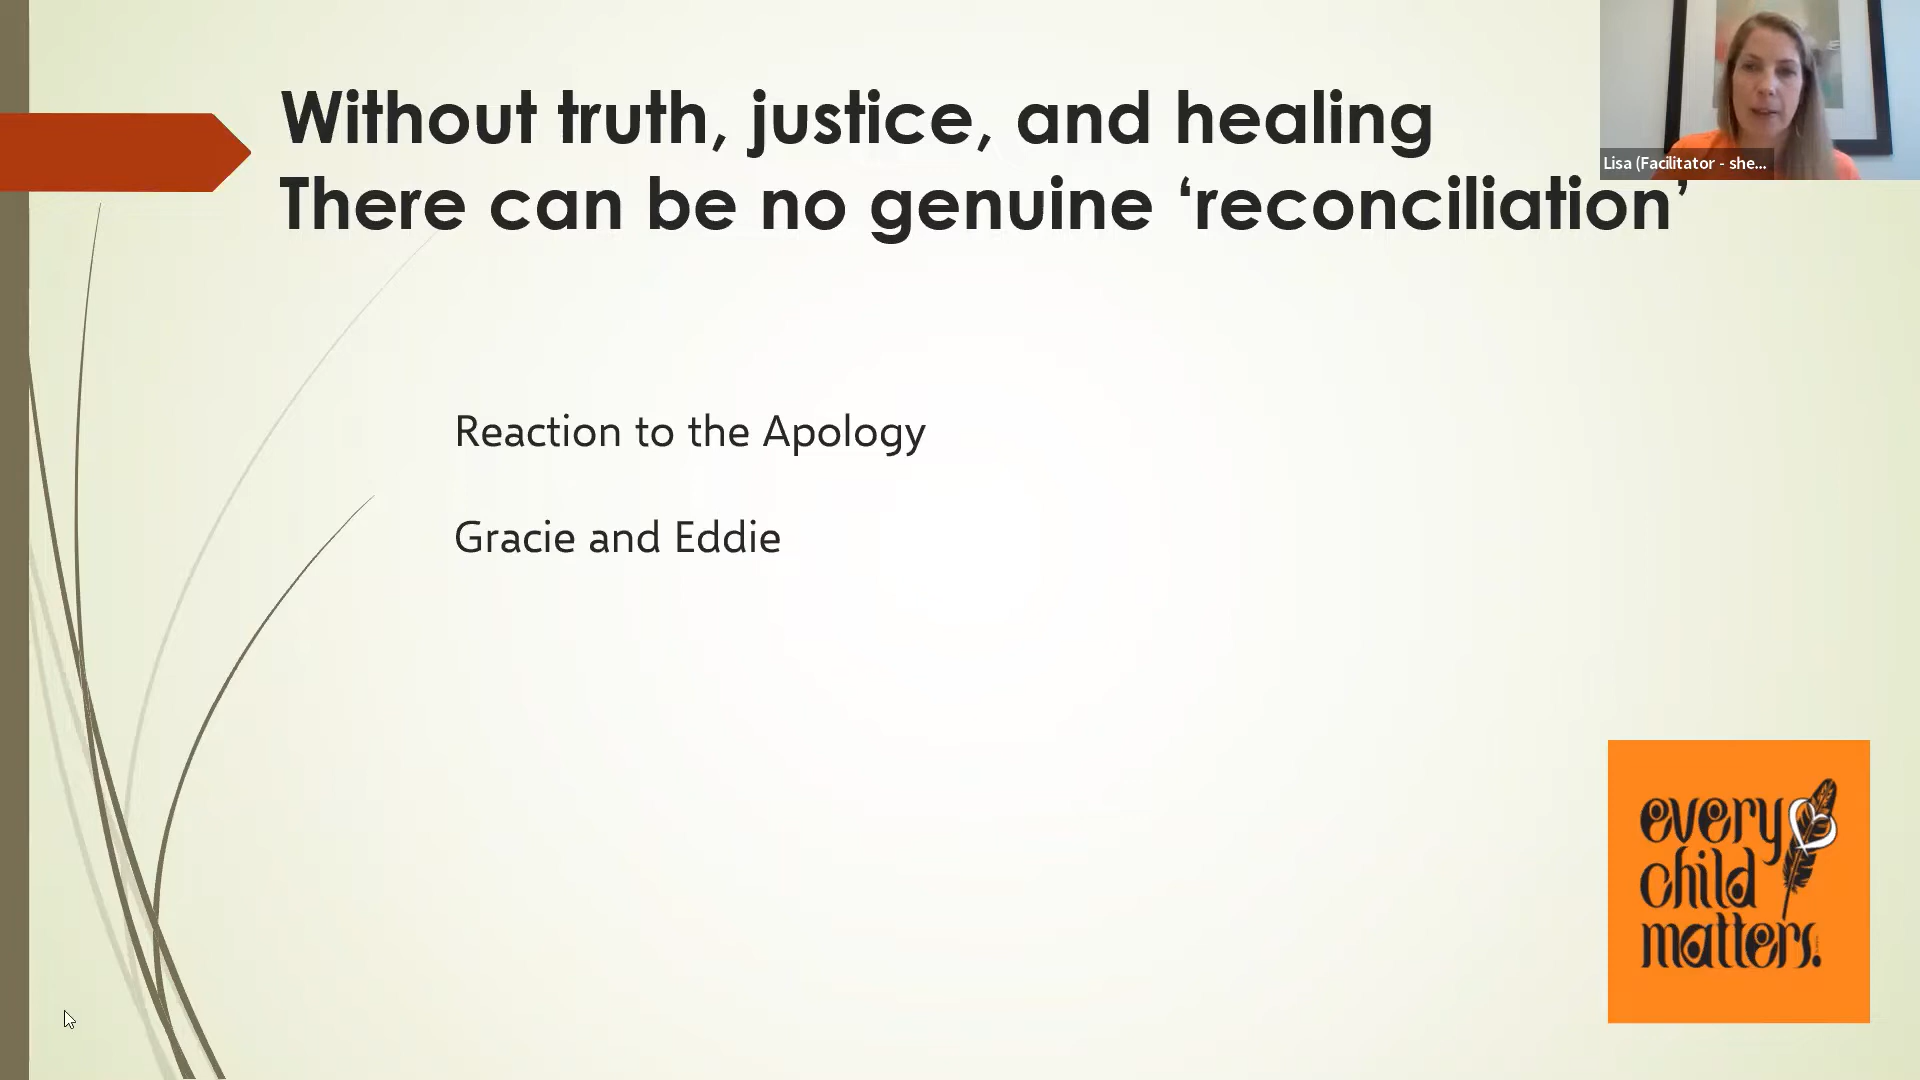 Without truth, justice, and healing
There can be no genuine ‘reconciliation’
Lisa (Facilitator - she...
Reaction to the Apology
Gracie and Eddie
every
child
matters.